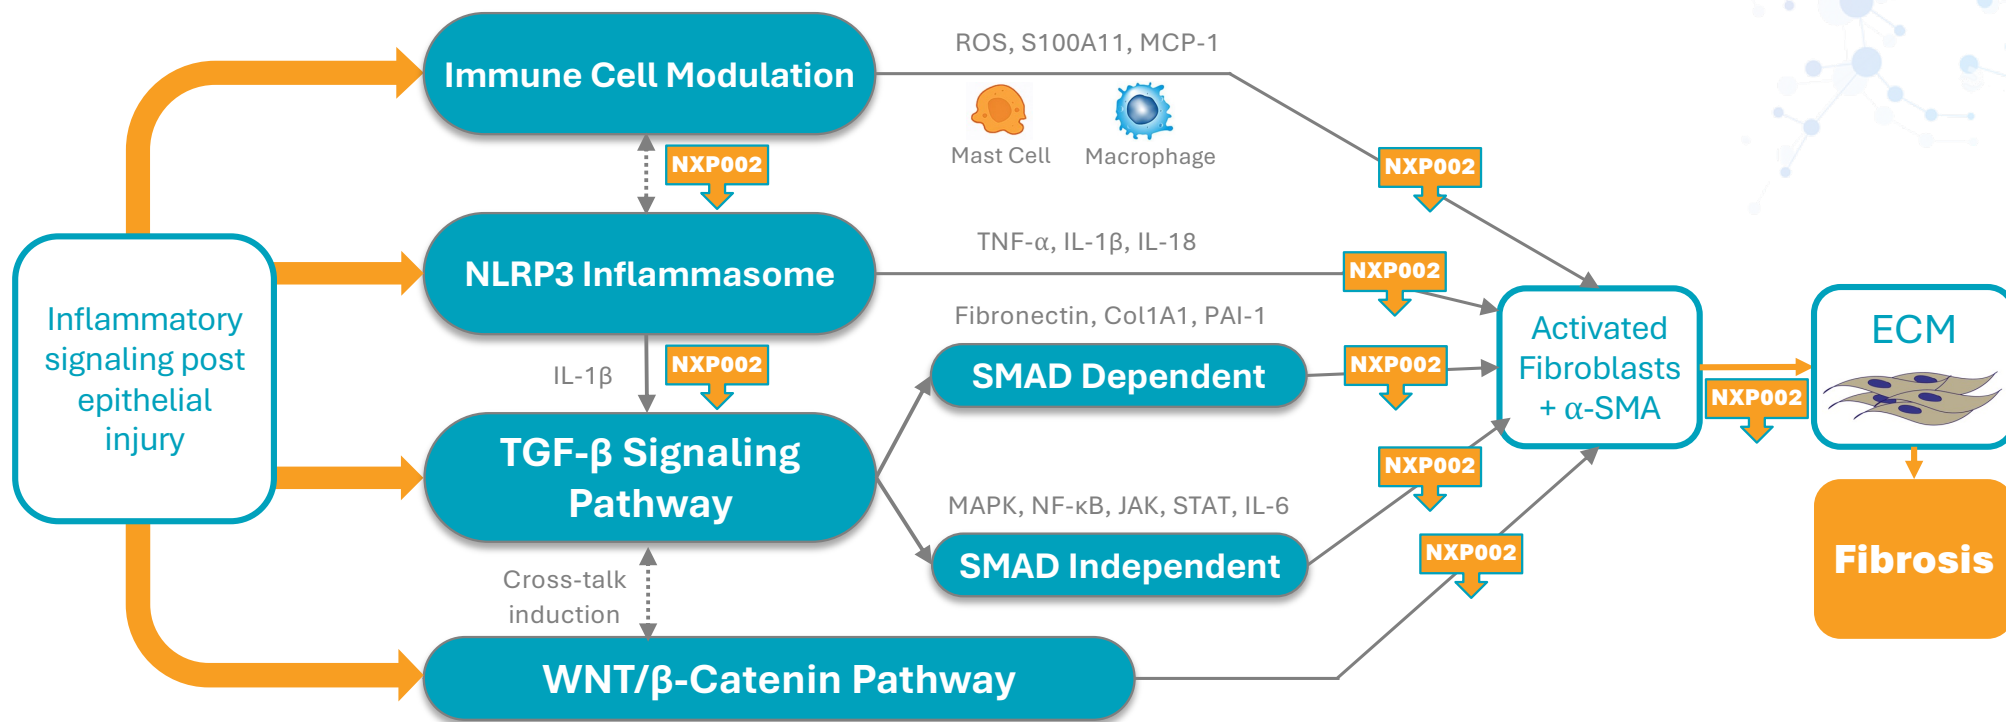 Immune Cell Modulation
ROS, S100A11, MCP-1
Mast Cell
Macrophage
NXP002
NXP002
NLRP3 Inflammasome
TNF-α, IL-1β, IL-18
NXP002
Inflammatory
signaling post
epithelial
injury
IL-1β
NXP002
Fibronectin, Col1A1, PAI-1
SMAD Dependent
NXP002
Activated
Fibroblasts
+ α-SMA
NXP002
ECM
TGF-β Signaling
Pathway
MAPK, NF-κB, JAK, STAT, IL-6
SMAD Independent
NXP002
NXP002
Fibrosis
Cross-talk
induction
WNT/β-Catenin Pathway